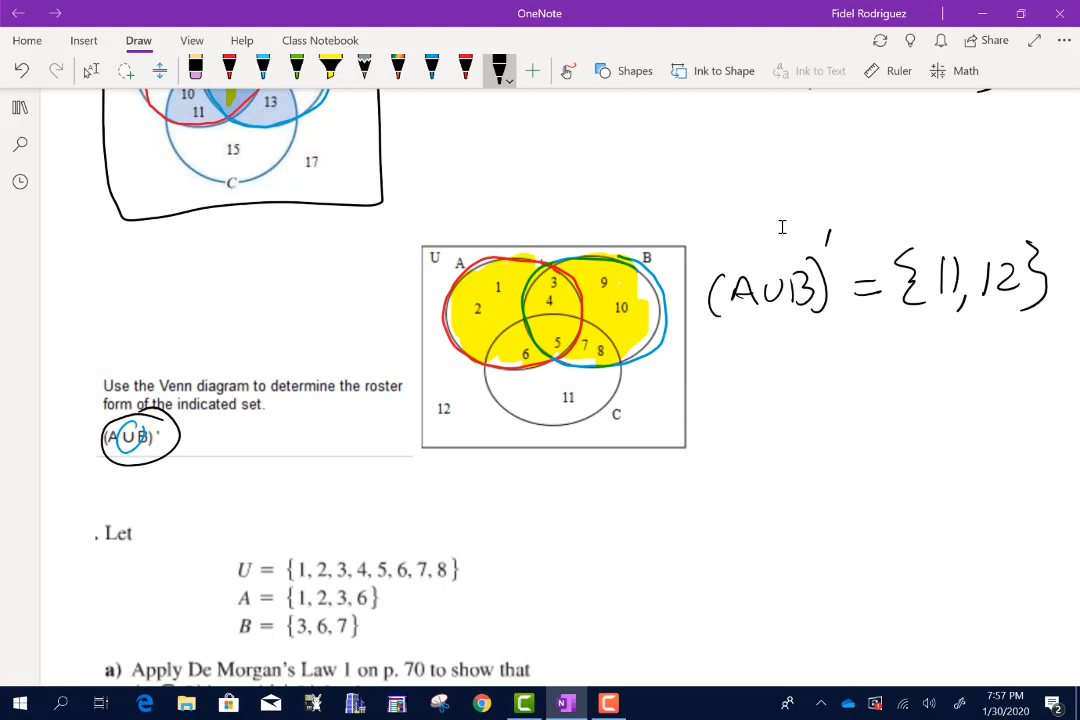 OneNote
Fidel Rodriguez
Home Insert Draw View Help Class Notebook
Share
Shapes
Ink to Shape
Ink to Text
Ruler
Math
10
13
11
15
17
C
U
A
B
1
3
9
2
4
10
5
7
6
8
11
12
C
(A∪B)' = {11, 12}
Use the Venn diagram to determine the roster
form of the indicated set.
(A∪B)'
. Let
U = {1, 2, 3, 4, 5, 6, 7, 8}
A = {1, 2, 3, 6}
B = {3, 6, 7}
a) Apply De Morgan's Law 1 on p. 70 to show that
7:57 PM
1/30/2020
2